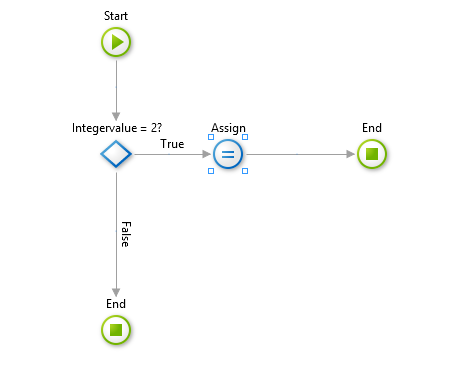 Start
Integervalue = 2?
True
Assign
End
False
End